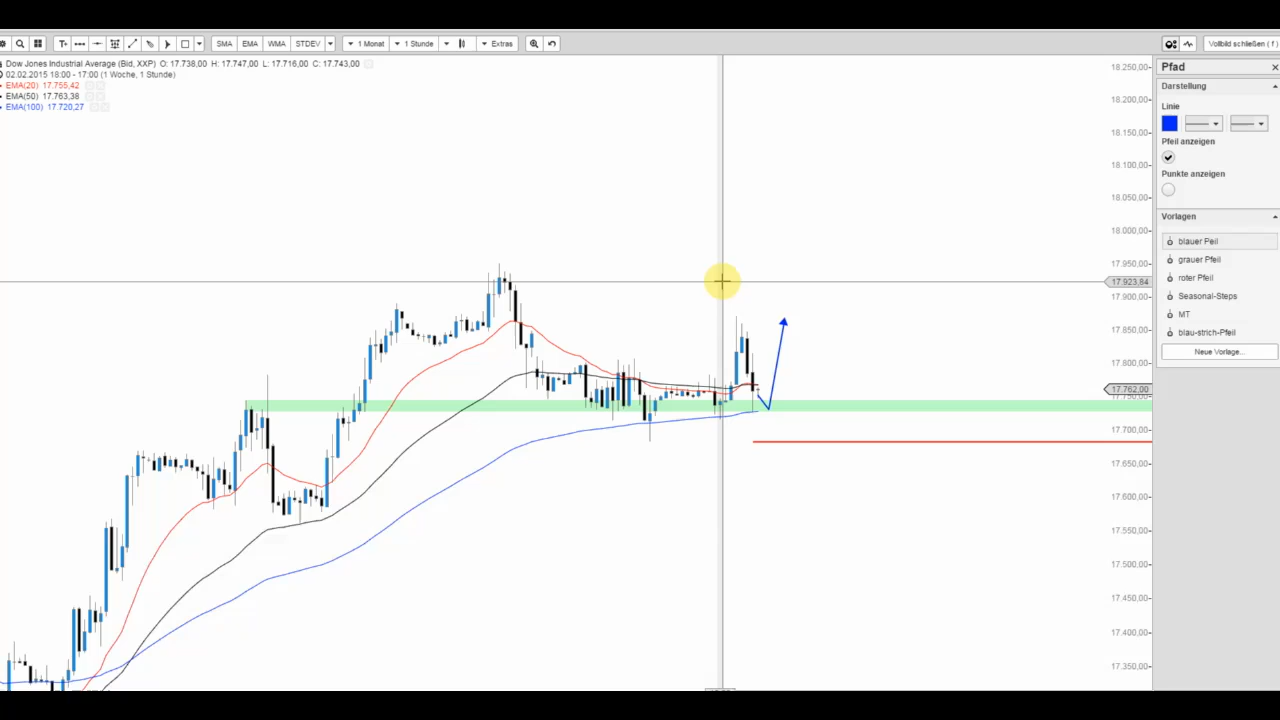 T+ SMA EMA WMA STDEV 1 Monat 1 Stunde Extras Vollbild schließen ( f )
Dow Jones Industrial Average (Bid, XXP) O: 17.738,00 H: 17.747,00 L: 17.716,00 C: 17.743,00
02.02.2015 18:00 - 17:00 (1 Woche, 1 Stunde)
EMA(20) 17.755,42
EMA(50) 17.763,38
EMA(100) 17.720,27
18.250,00
18.200,00
18.150,00
18.100,00
18.050,00
18.000,00
17.950,00
17.923,84
17.900,00
17.850,00
17.800,00
17.762,00
17.750,00
17.700,00
17.650,00
17.600,00
17.550,00
17.500,00
17.450,00
17.400,00
17.350,00
Pfad
Darstellung
Linie
Pfeil anzeigen
Punkte anzeigen
Vorlagen
blauer Peil
grauer Pfeil
roter Pfeil
Seasonal-Steps
MT
blau-strich-Pfeil
Neue Vorlage...